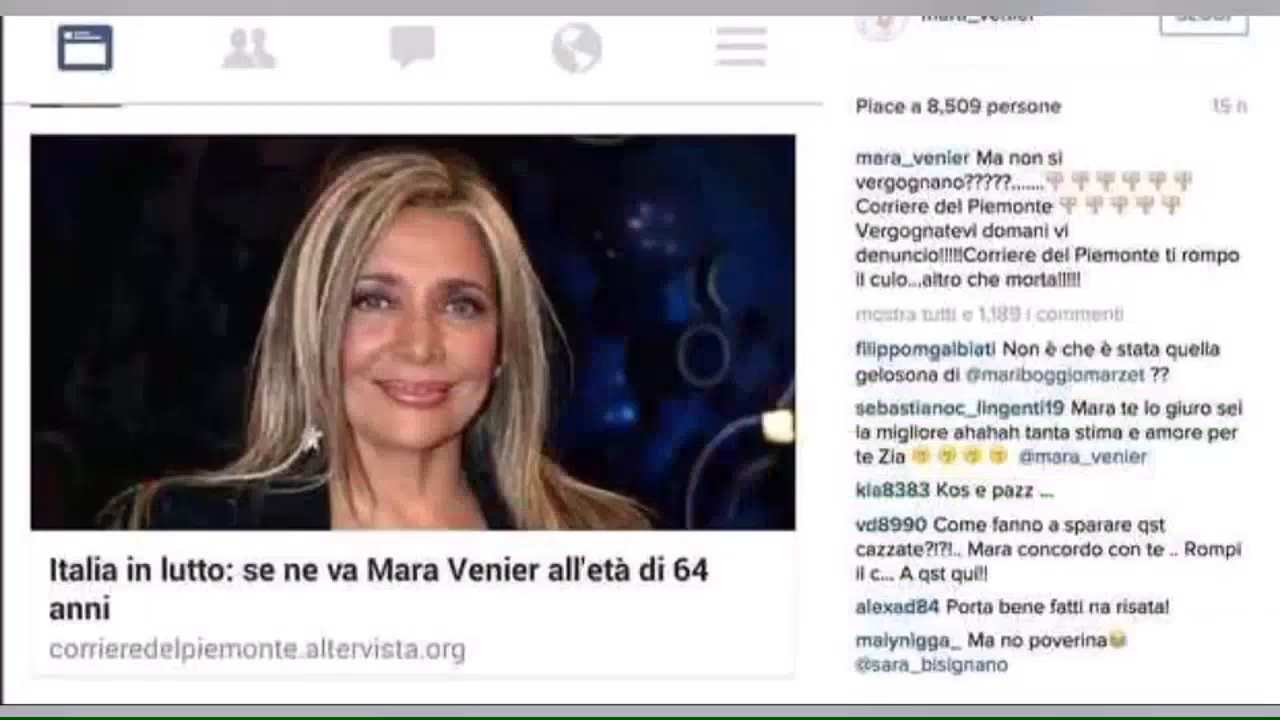 mara_venier
SEGUI
Piace a 8,509 persone
15 h
mara_venier Ma non si
vergognano?????.......👎👎👎👎👎👎
Corriere del Piemonte 👎👎👎👎👎
Vergognatevi domani vi
denuncio!!!!!Corriere del Piemonte ti rompo
il culo...altro che morta!!!!!
mostra tutti e 1,189 i commenti
filippomgalbiati Non è che è stata quella
gelosona di @mariboggiomarzet ??
sebastianoc_lingenti19 Mara te lo giuro sei
la migliore ahahah tanta stima e amore per
te Zia @mara_venier
kia8383 Kos e pazz ...
vd8990 Come fanno a sparare qst
cazzate?!?!.. Mara concordo con te .. Rompi
il c... A qst qui!!
alexad84 Porta bene fatti na risata!
malynigga_ Ma no poverina😂
@sara_bisignano
Italia in lutto: se ne va Mara Venier all'età di 64
anni
corrieredelpiemonte.altervista.org